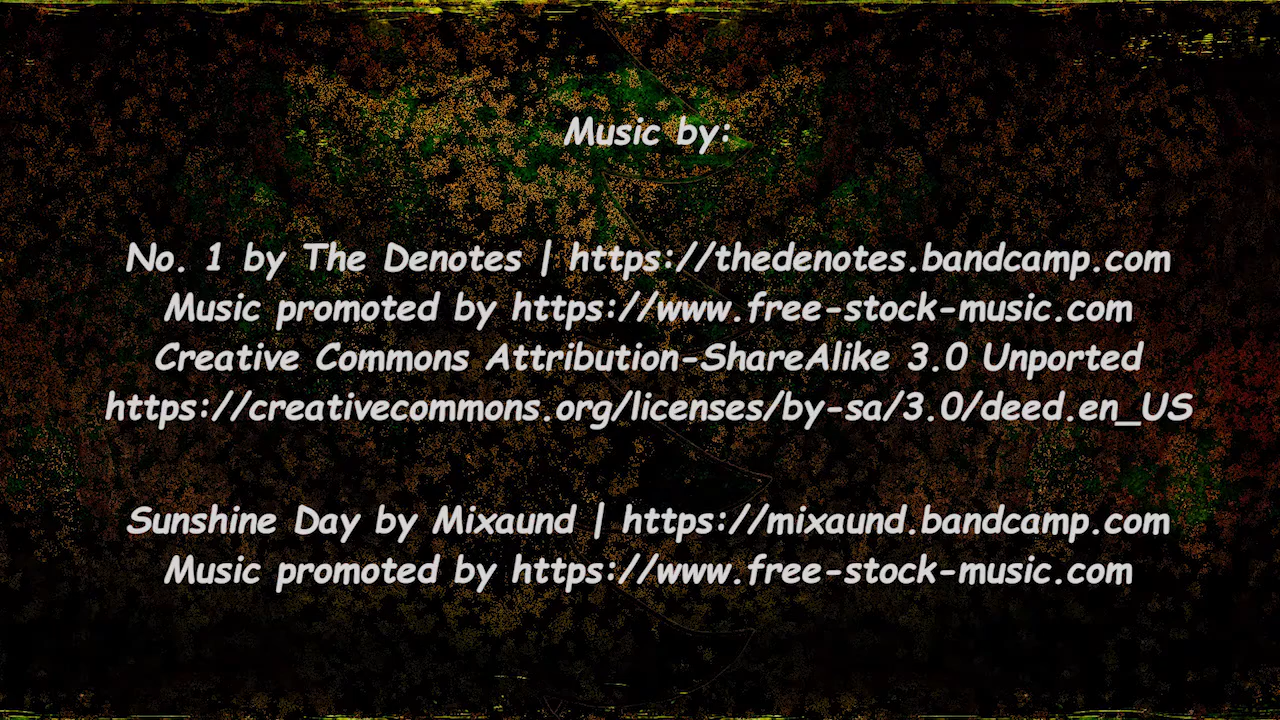 Music by:
No. 1 by The Denotes | https://thedenotes.bandcamp.com
Music promoted by https://www.free-stock-music.com
Creative Commons Attribution-ShareAlike 3.0 Unported
https://creativecommons.org/licenses/by-sa/3.0/deed.en_US
Sunshine Day by Mixaund | https://mixaund.bandcamp.com
Music promoted by https://www.free-stock-music.com